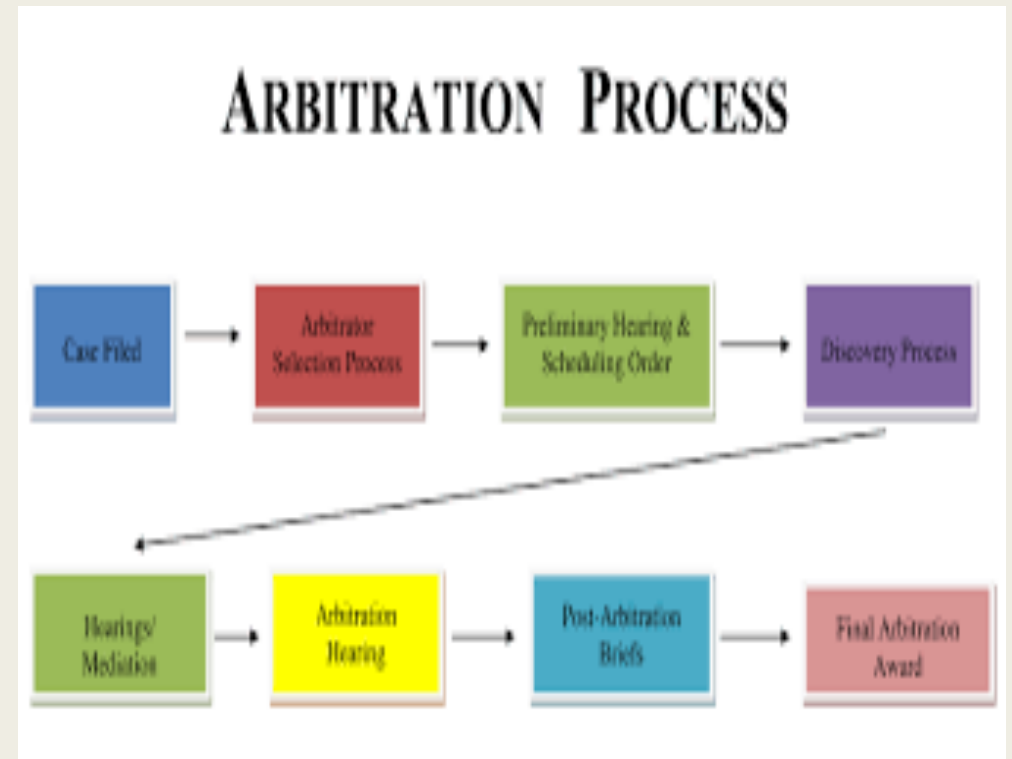 ARBITRATION PROCESS
Case Filed
Arbitrator
Selection Process
Preliminary Hearing &
Scheduling Order
Discovery Process
Hearings/
Mediation
Arbitration
Hearing
Post-Arbitration
Briefs
Final Arbitration
Award